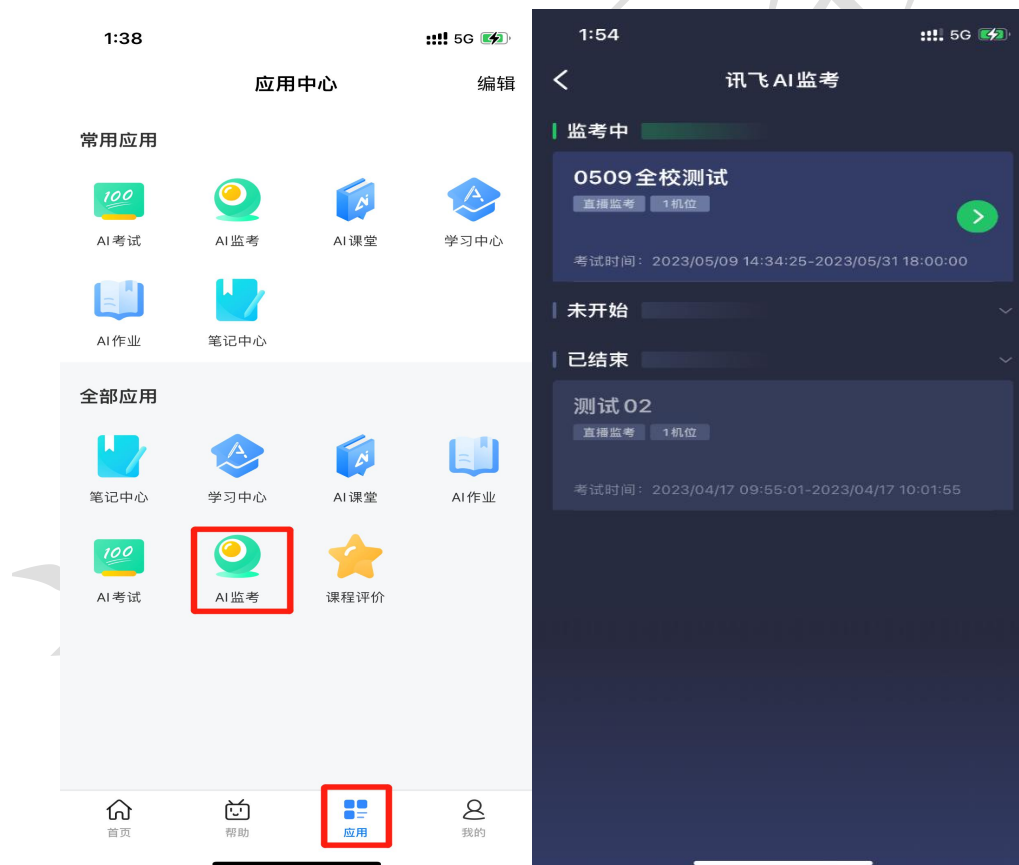 1:38
5G
应用中心
编辑
常用应用
100
AI考试
AI监考
AI课堂
学习中心
AI作业
笔记中心
全部应用
笔记中心
学习中心
AI课堂
AI作业
100
AI考试
AI监考
课程评价
首页
帮助
应用
我的
1:54
5G
讯飞AI监考
监考中
0509全校测试
直播监考 1机位
考试时间：2023/05/09 14:34:25-2023/05/31 18:00:00
未开始
已结束
测试02
直播监考 1机位
考试时间：2023/04/17 09:55:01-2023/04/17 10:01:55